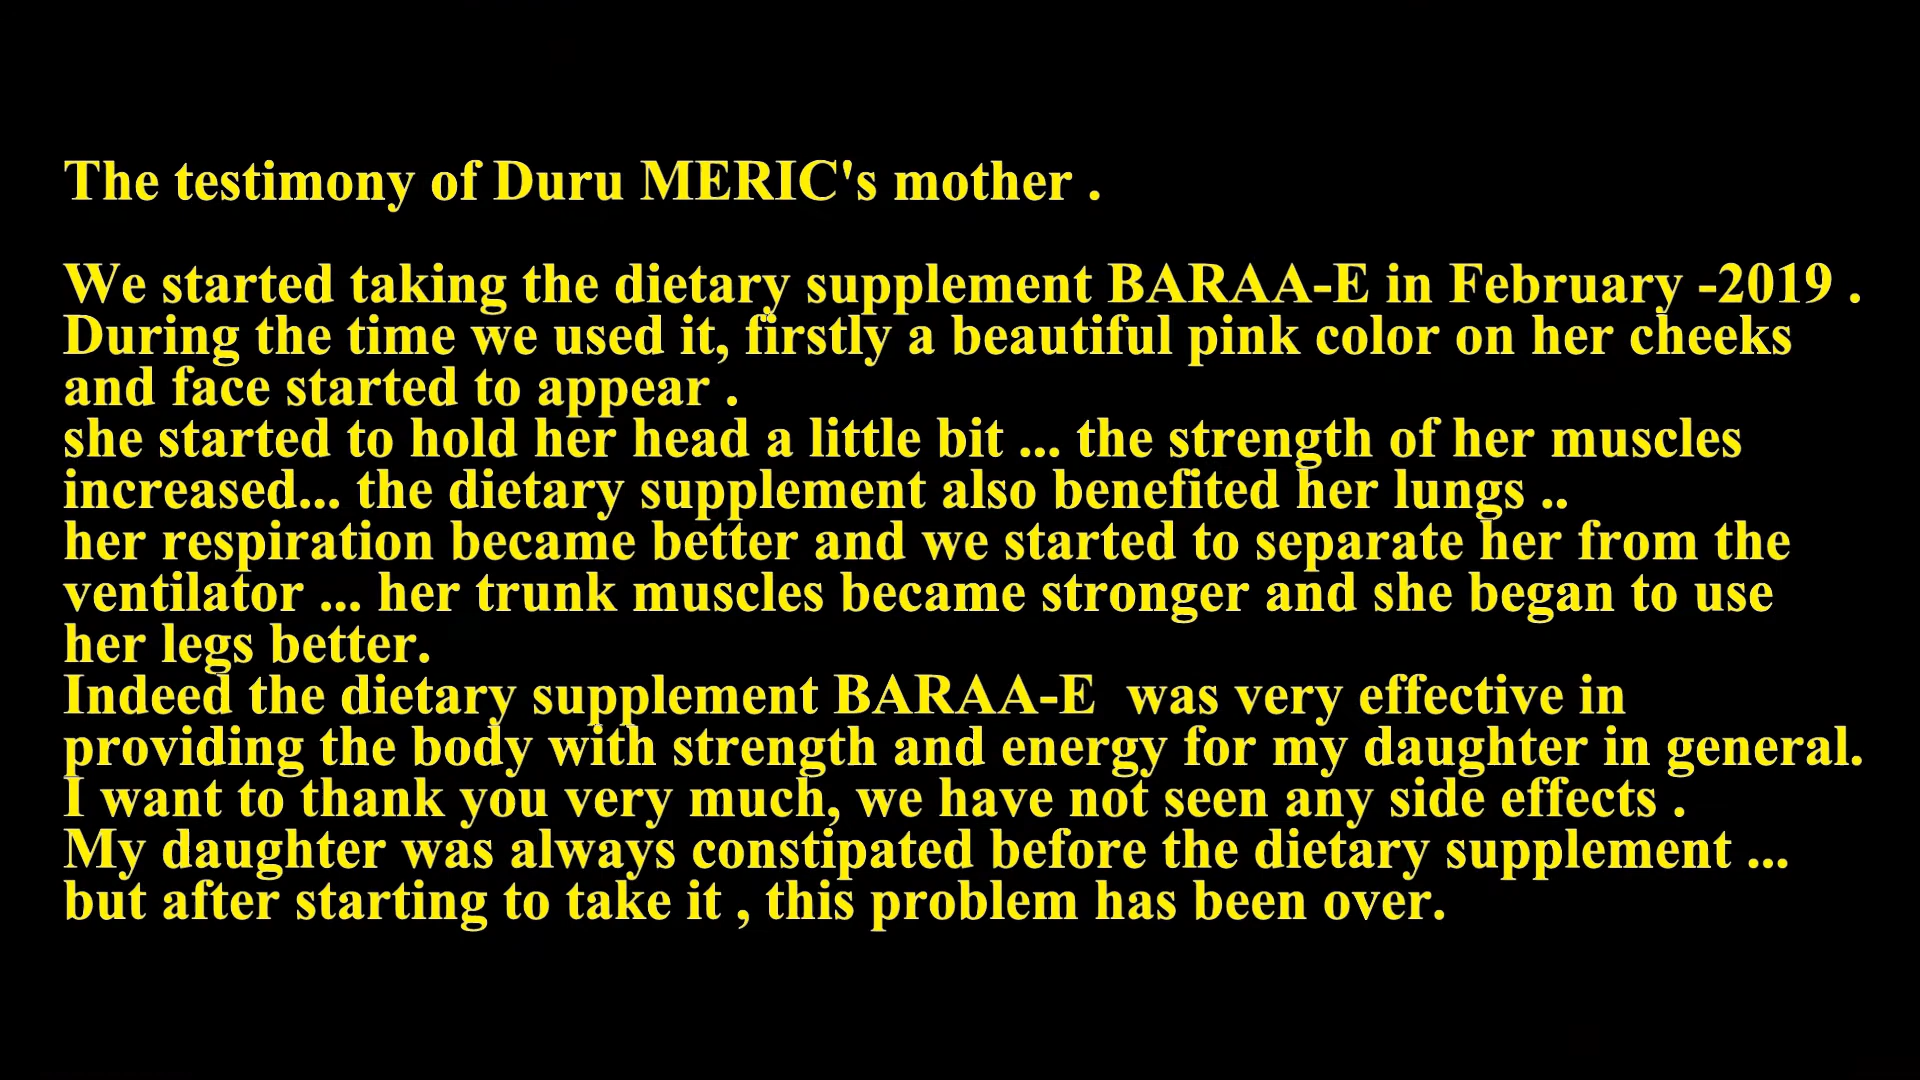 The testimony of Duru MERIC's mother .
We started taking the dietary supplement BARAA-E in February -2019 .
During the time we used it, firstly a beautiful pink color on her cheeks
and face started to appear .
she started to hold her head a little bit ... the strength of her muscles
increased... the dietary supplement also benefited her lungs ..
her respiration became better and we started to separate her from the
ventilator ... her trunk muscles became stronger and she began to use
her legs better.
Indeed the dietary supplement BARAA-E  was very effective in
providing the body with strength and energy for my daughter in general.
I want to thank you very much, we have not seen any side effects .
My daughter was always constipated before the dietary supplement ...
but after starting to take it , this problem has been over.